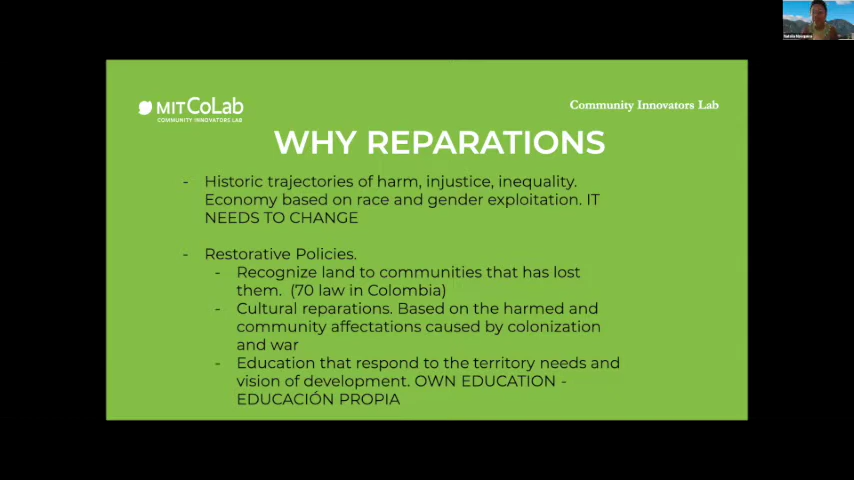 MIT CoLab
COMMUNITY INNOVATORS LAB
Community Innovators Lab
WHY REPARATIONS
- Historic trajectories of harm, injustice, inequality.
Economy based on race and gender exploitation. IT
NEEDS TO CHANGE
- Restorative Policies.
- Recognize land to communities that has lost
them. (70 law in Colombia)
- Cultural reparations. Based on the harmed and
community affectations caused by colonization
and war
- Education that respond to the territory needs and
vision of development. OWN EDUCATION -
EDUCACIÓN PROPIA